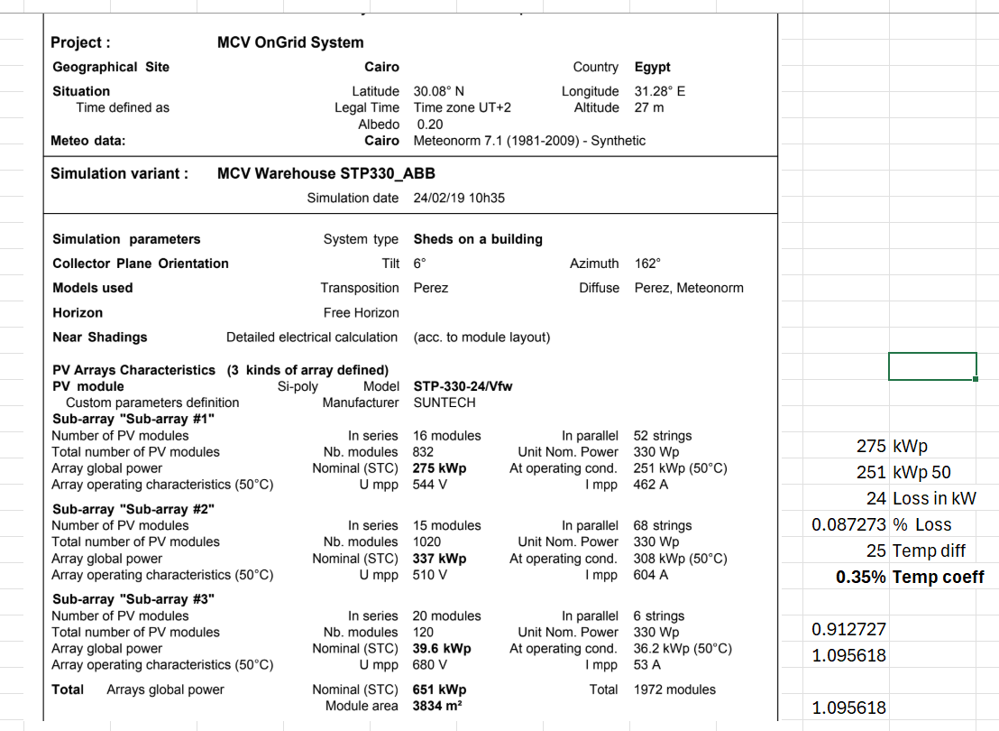 Project : MCV OnGrid System
Geographical Site Cairo Country Egypt
Situation Latitude 30.08° N Longitude 31.28° E
Time defined as Legal Time Time zone UT+2 Altitude 27 m
Albedo 0.20
Meteo data: Cairo Meteonorm 7.1 (1981-2009) - Synthetic
Simulation variant : MCV Warehouse STP330_ABB
Simulation date 24/02/19 10h35
Simulation parameters System type Sheds on a building
Collector Plane Orientation Tilt 6° Azimuth 162°
Models used Transposition Perez Diffuse Perez, Meteonorm
Horizon Free Horizon
Near Shadings Detailed electrical calculation (acc. to module layout)
PV Arrays Characteristics (3 kinds of array defined)
PV module Si-poly Model STP-330-24/Vfw
Custom parameters definition Manufacturer SUNTECH
Sub-array "Sub-array #1"
Number of PV modules In series 16 modules In parallel 52 strings
Total number of PV modules Nb. modules 832 Unit Nom. Power 330 Wp
Array global power Nominal (STC) 275 kWp At operating cond. 251 kWp (50°C)
Array operating characteristics (50°C) U mpp 544 V I mpp 462 A
Sub-array "Sub-array #2"
Number of PV modules In series 15 modules In parallel 68 strings
Total number of PV modules Nb. modules 1020 Unit Nom. Power 330 Wp
Array global power Nominal (STC) 337 kWp At operating cond. 308 kWp (50°C)
Array operating characteristics (50°C) U mpp 510 V I mpp 604 A
Sub-array "Sub-array #3"
Number of PV modules In series 20 modules In parallel 6 strings
Total number of PV modules Nb. modules 120 Unit Nom. Power 330 Wp
Array global power Nominal (STC) 39.6 kWp At operating cond. 36.2 kWp (50°C)
Array operating characteristics (50°C) U mpp 680 V I mpp 53 A
Total Arrays global power Nominal (STC) 651 kWp Total 1972 modules
Module area 3834 m²
275 kWp
251 kWp 50
24 Loss in kW
0.087273 % Loss
25 Temp diff
0.35% Temp coeff
0.912727
1.095618
1.095618